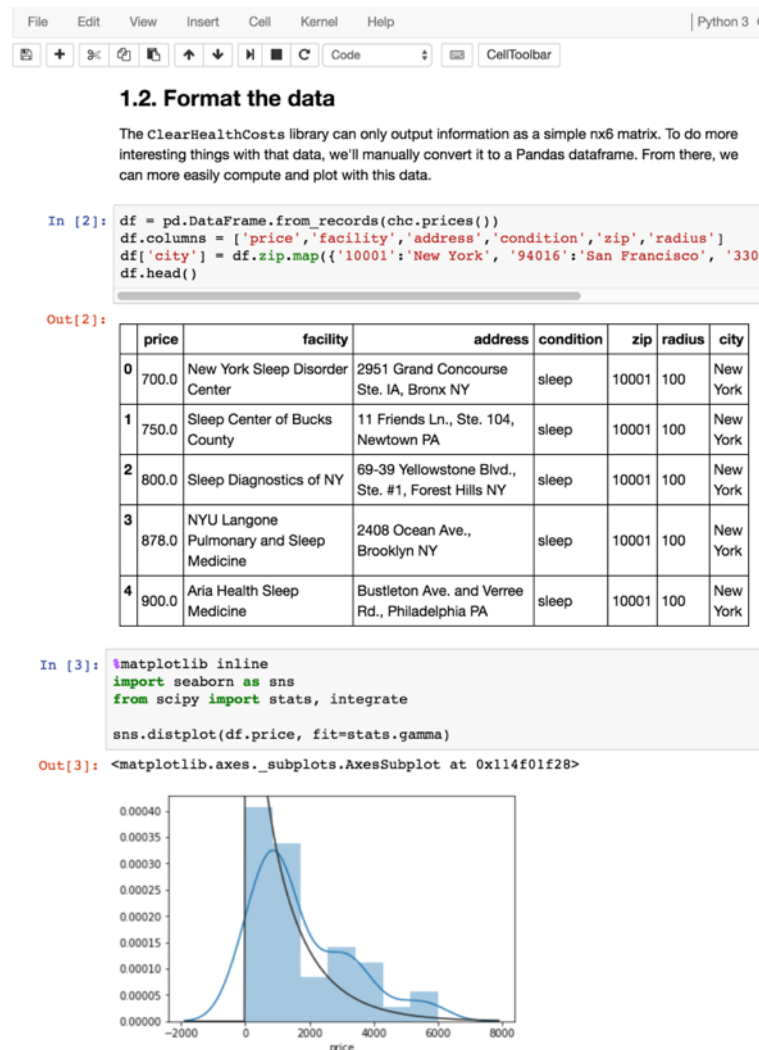 File Edit View Insert Cell Kernel Help Python 3
Code CellToolbar
1.2. Format the data
The ClearHealthCosts library can only output information as a simple nx6 matrix. To do more
interesting things with that data, we'll manually convert it to a Pandas dataframe. From there, we
can more easily compute and plot with this data.
In [2]: df = pd.DataFrame.from_records(chc.prices())
df.columns = ['price','facility','address','condition','zip','radius']
df['city'] = df.zip.map({'10001':'New York', '94016':'San Francisco', '330
df.head()
Out[2]:
price facility address condition zip radius city
0 700.0 New York Sleep Disorder Center 2951 Grand Concourse Ste. IA, Bronx NY sleep 10001 100 New York
1 750.0 Sleep Center of Bucks County 11 Friends Ln., Ste. 104, Newtown PA sleep 10001 100 New York
2 800.0 Sleep Diagnostics of NY 69-39 Yellowstone Blvd., Ste. #1, Forest Hills NY sleep 10001 100 New York
3 878.0 NYU Langone Pulmonary and Sleep Medicine 2408 Ocean Ave., Brooklyn NY sleep 10001 100 New York
4 900.0 Aria Health Sleep Medicine Bustleton Ave. and Verree Rd., Philadelphia PA sleep 10001 100 New York
In [3]: %matplotlib inline
import seaborn as sns
from scipy import stats, integrate
sns.distplot(df.price, fit=stats.gamma)
Out[3]: <matplotlib.axes._subplots.AxesSubplot at 0x114f01f28>
0.00040
0.00035
0.00030
0.00025
0.00020
0.00015
0.00010
0.00005
0.00000
−2000 0 2000 4000 6000 8000
price